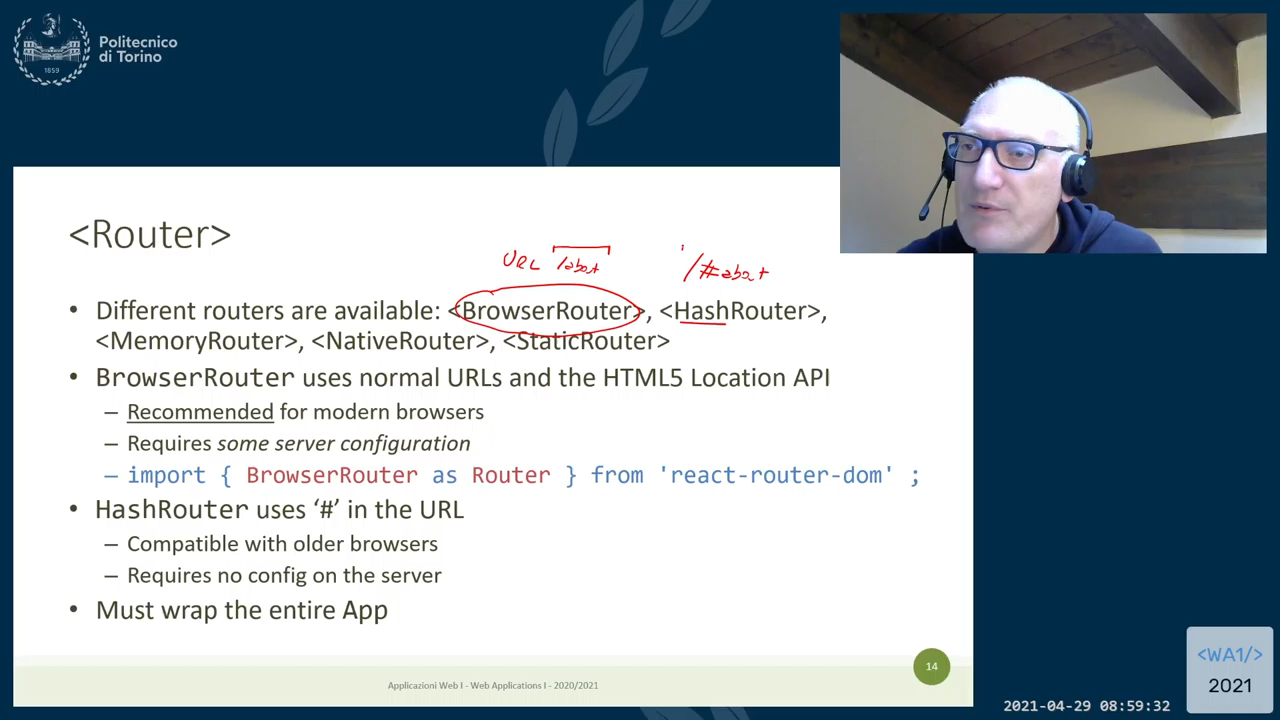 Politecnico
di Torino
1859
<Router>
URL /about
/#about
• Different routers are available: <BrowserRouter>, <HashRouter>,
<MemoryRouter>, <NativeRouter>, <StaticRouter>
• BrowserRouter uses normal URLs and the HTML5 Location API
– Recommended for modern browsers
– Requires some server configuration
– import { BrowserRouter as Router } from 'react-router-dom' ;
• HashRouter uses ‘#’ in the URL
– Compatible with older browsers
– Requires no config on the server
• Must wrap the entire App
14
Applicazioni Web I - Web Applications I - 2020/2021
<WA1/>
2021
2021-04-29 08:59:32